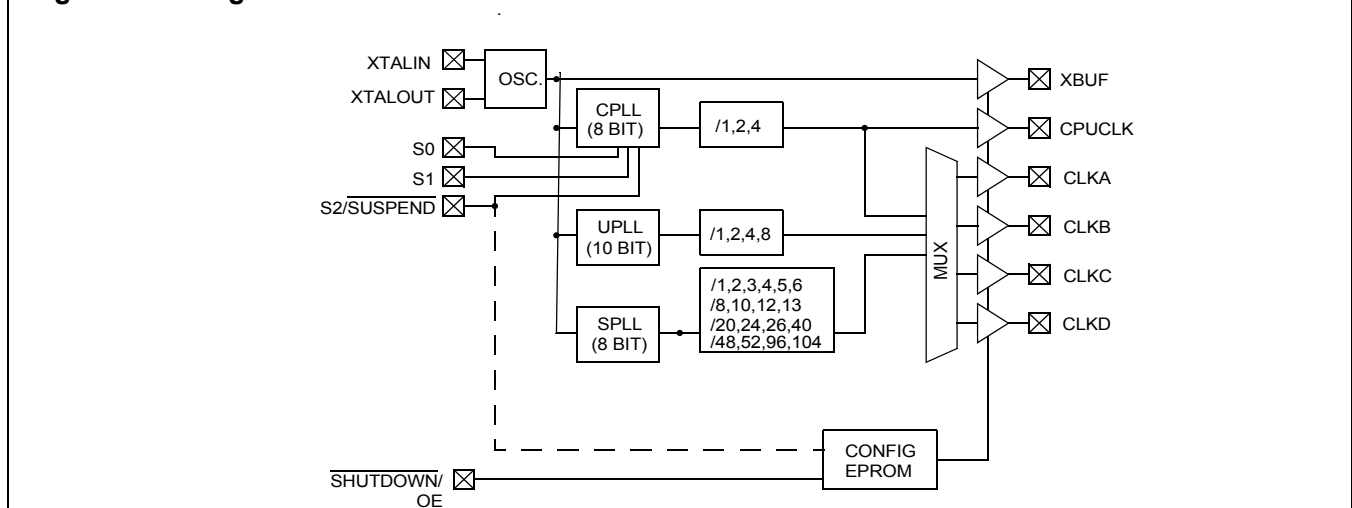 XTALIN
OSC.
XBUF
XTALOUT
CPLL
(8 BIT)
/1,2,4
CPUCLK
S0
S1
CLKA
S2/SUSPEND
UPLL
(10 BIT)
/1,2,4,8
MUX
CLKB
/1,2,3,4,5,6
/8,10,12,13
/20,24,26,40
/48,52,96,104
CLKC
SPLL
(8 BIT)
CLKD
CONFIG
EPROM
SHUTDOWN/
OE